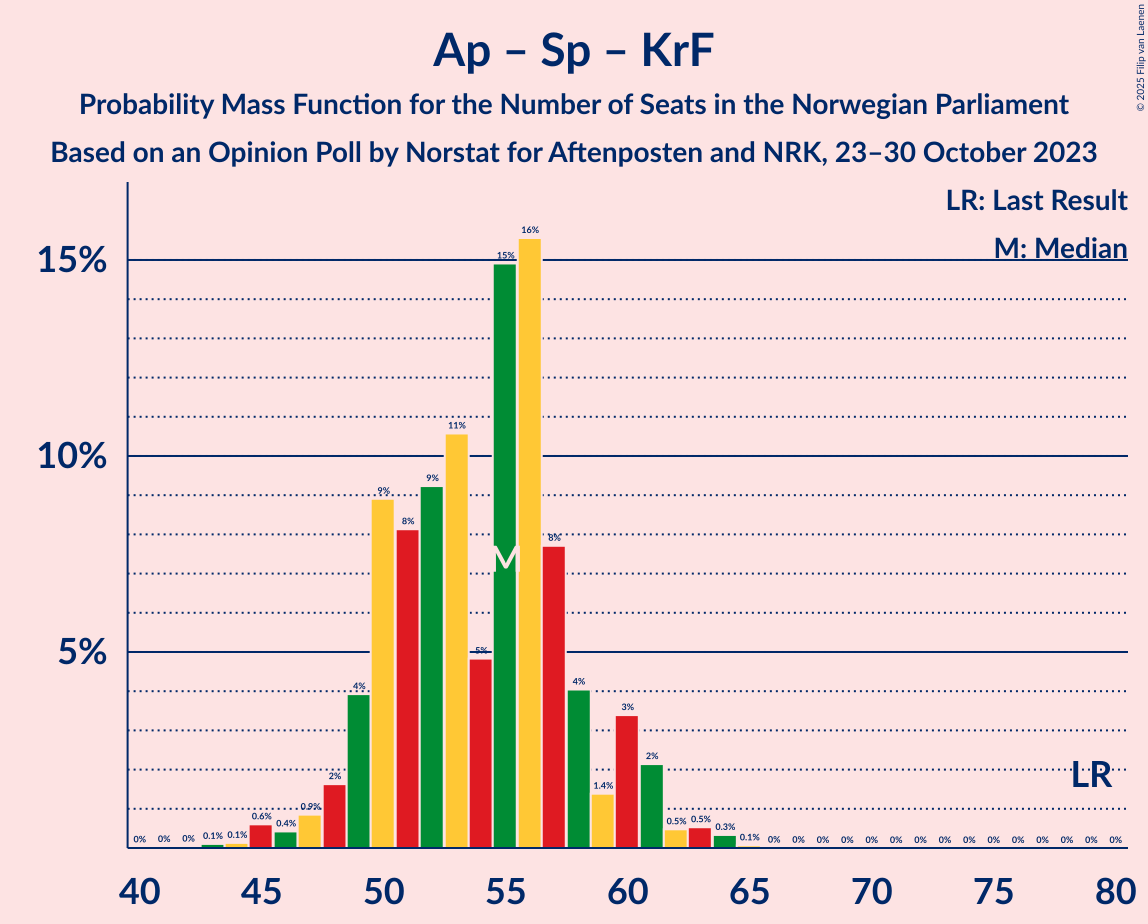 Ap – Sp – KrF
Probability Mass Function for the Number of Seats in the Norwegian Parliament
Based on an Opinion Poll by Norstat for Aftenposten and NRK, 23–30 October 2023
© 2025 Filip van Laenen
LR: Last Result
M: Median
15%
10%
5%
0% 0% 0% 0.1% 0.1% 0.6% 0.4% 0.9% 2% 4% 9% 8% 9% 11% 5% 15% 16% 8% 4% 1.4% 3% 2% 0.5% 0.5% 0.3% 0.1% 0% 0% 0% 0% 0% 0% 0% 0% 0% 0% 0% 0% 0% 0% 0%
M
LR
40 45 50 55 60 65 70 75 80